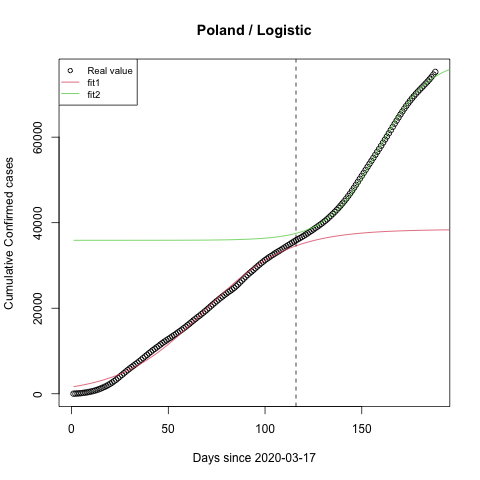 Poland / Logistic
Real value
fit1
fit2
Cumulative Confirmed cases
60000
40000
20000
0
0 50 100 150
Days since 2020-03-17